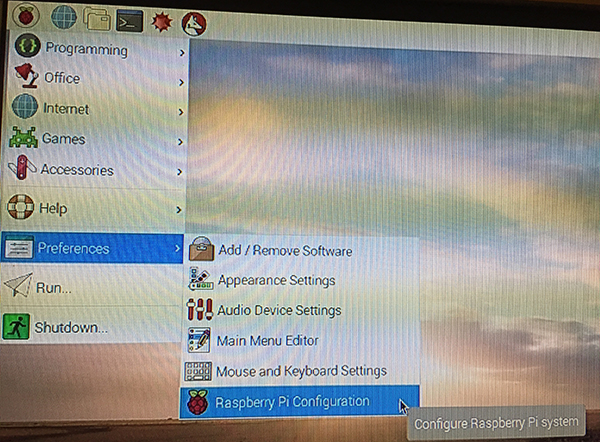 Programming
Office
Internet
Games
Accessories
Help
Preferences
Run...
Shutdown...
Add / Remove Software
Appearance Settings
Audio Device Settings
Main Menu Editor
Mouse and Keyboard Settings
Raspberry Pi Configuration
Configure Raspberry Pi system